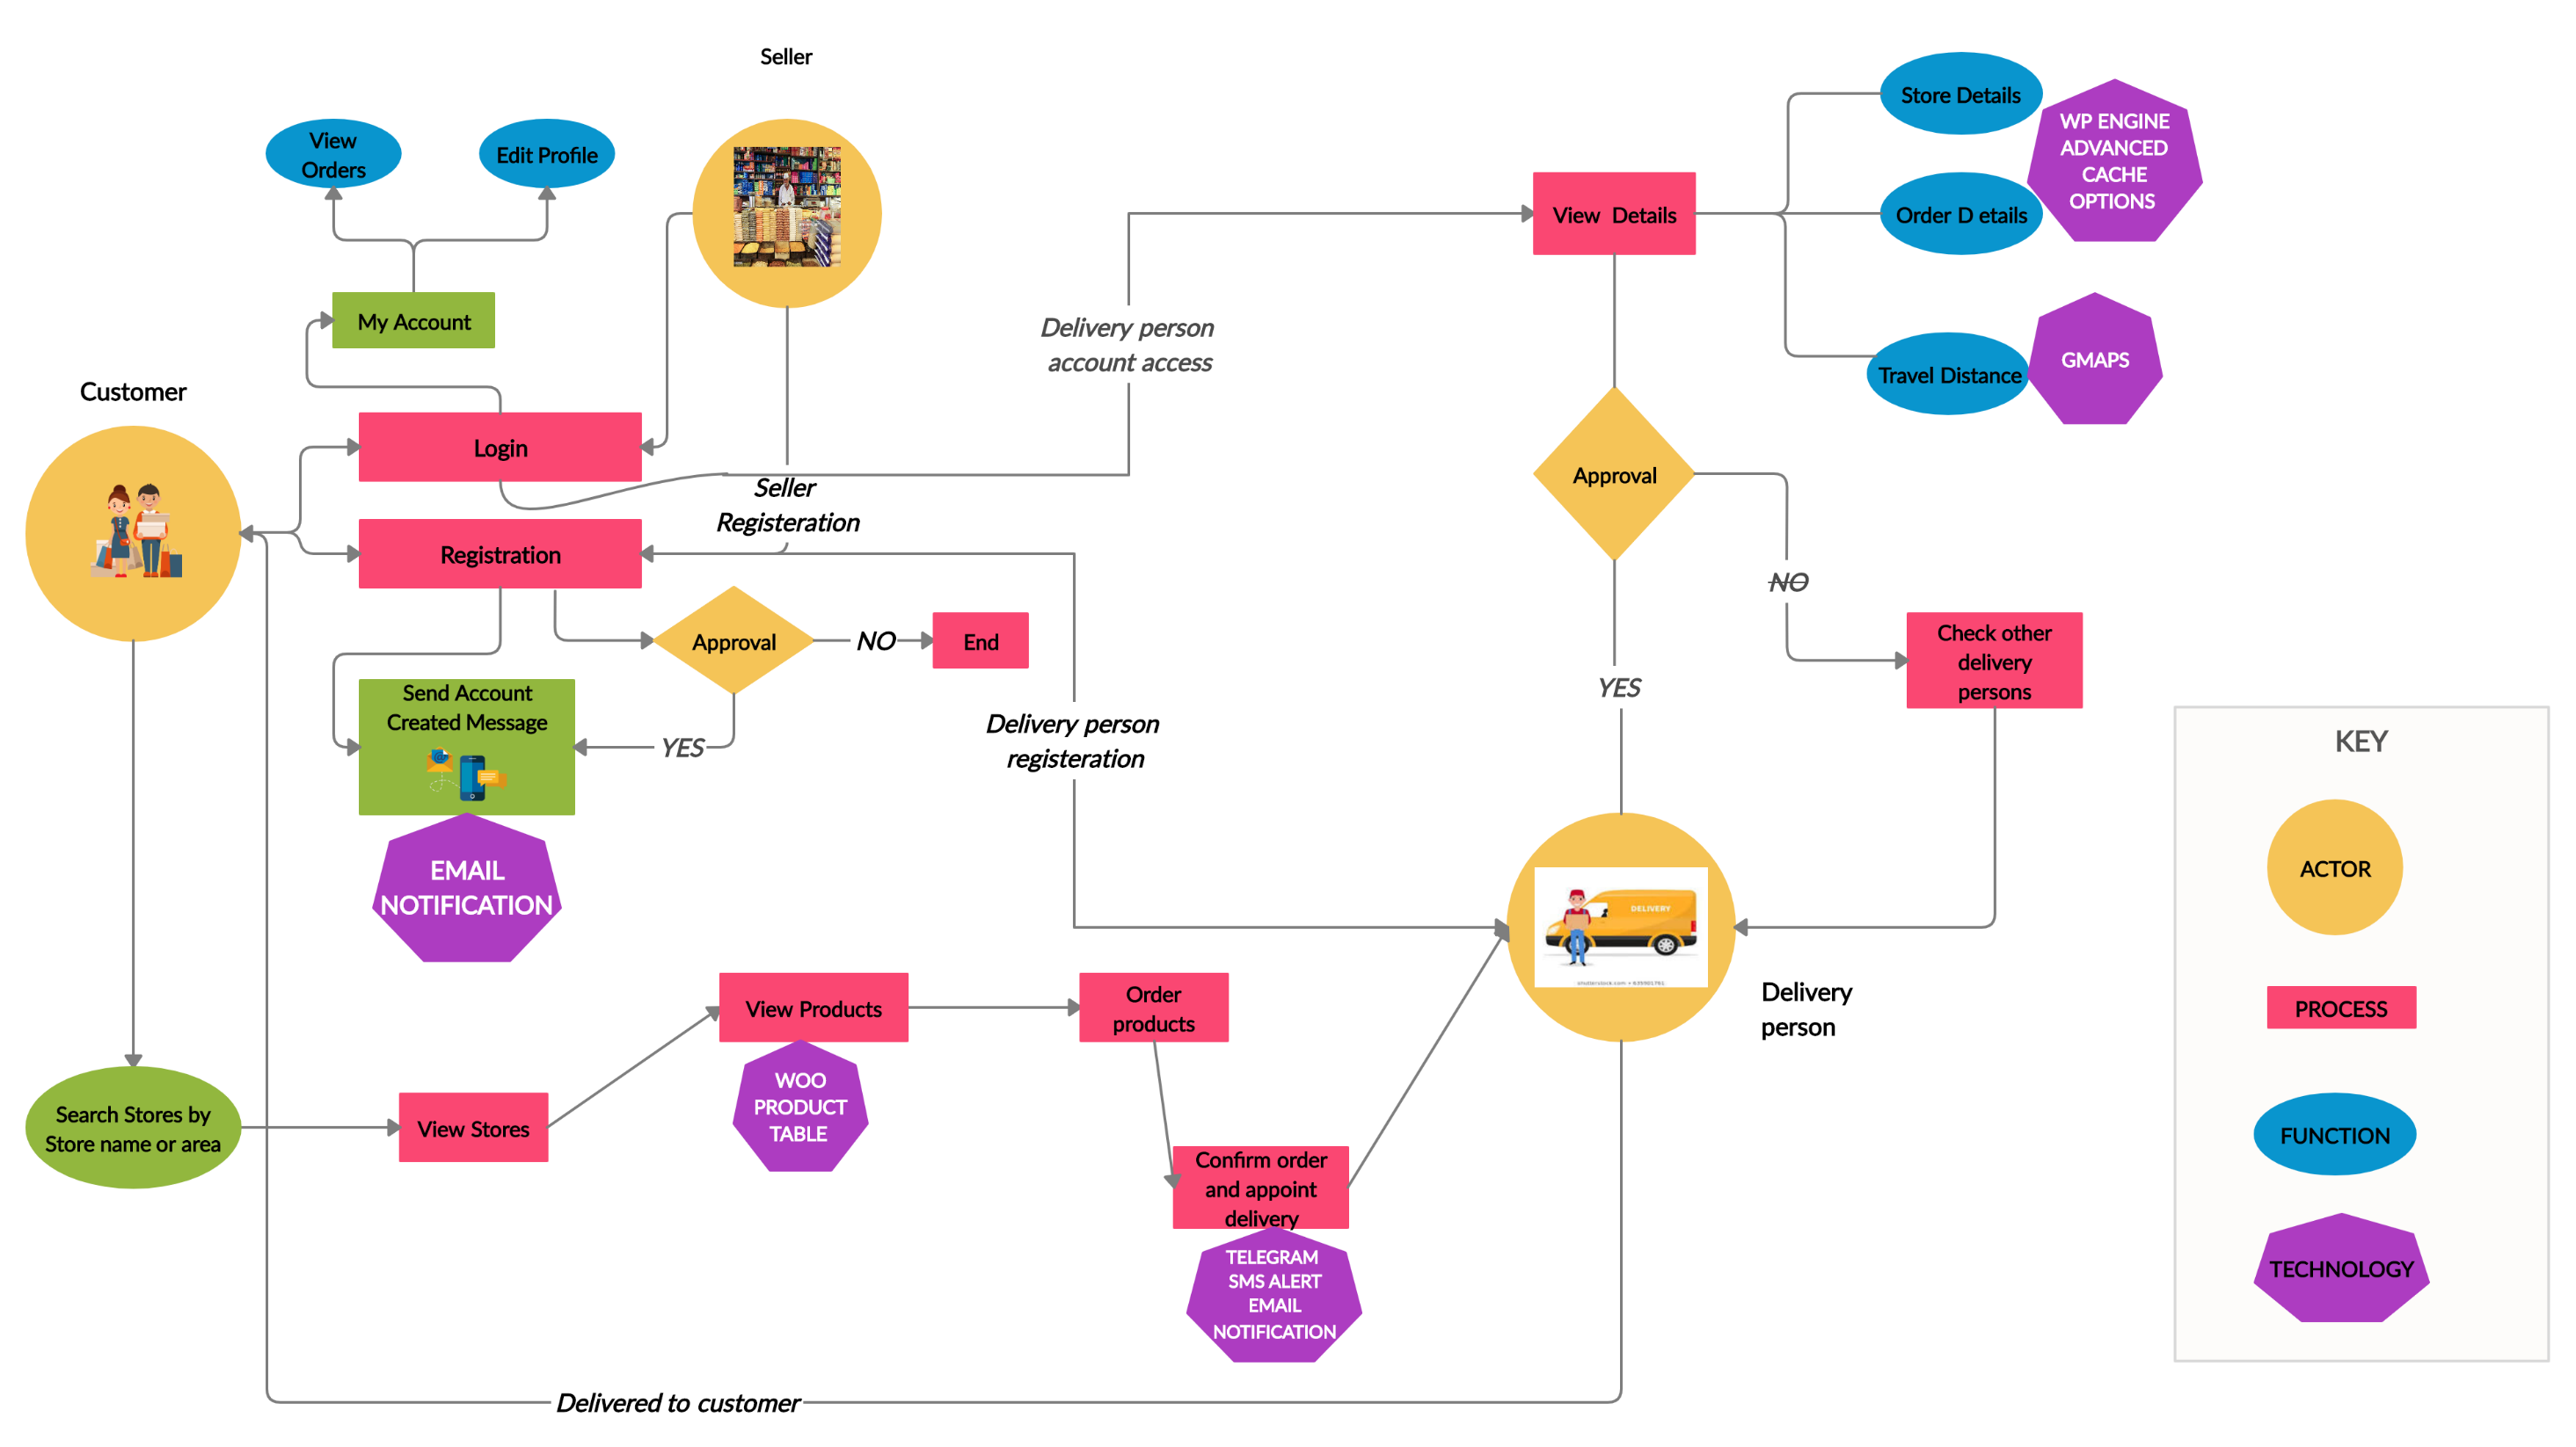 Seller
View
Orders
Edit Profile
My Account
Customer
Login
Seller
Registeration
Registration
Approval
NO
End
Send Account
Created Message
YES
EMAIL
NOTIFICATION
Delivery person
account access
Delivery person
registeration
View  Details
Store Details
WP ENGINE
ADVANCED
CACHE
OPTIONS
Order D etails
Travel Distance
GMAPS
Approval
NO
YES
Check other
delivery
persons
DELIVERY
Delivery
person
View Products
WOO
PRODUCT
TABLE
Order
products
Search Stores by
Store name or area
View Stores
Confirm order
and appoint
delivery
TELEGRAM
SMS ALERT
EMAIL
NOTIFICATION
Delivered to customer
KEY
ACTOR
PROCESS
FUNCTION
TECHNOLOGY